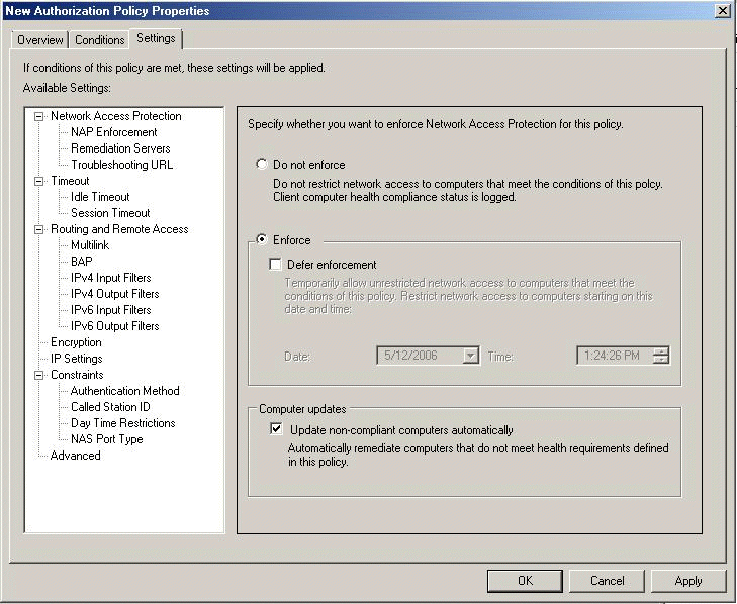 New Authorization Policy Properties
Overview Conditions Settings
If conditions of this policy are met, these settings will be applied.
Available Settings:
Network Access Protection
NAP Enforcement
Remediation Servers
Troubleshooting URL
Timeout
Idle Timeout
Session Timeout
Routing and Remote Access
Multilink
BAP
IPv4 Input Filters
IPv4 Output Filters
IPv6 Input Filters
IPv6 Output Filters
Encryption
IP Settings
Constraints
Authentication Method
Called Station ID
Day Time Restrictions
NAS Port Type
Advanced
Specify whether you want to enforce Network Access Protection for this policy.
Do not enforce
Do not restrict network access to computers that meet the conditions of this policy.
Client computer health compliance status is logged.
Enforce
Defer enforcement
Temporarily allow unrestricted network access to computers that meet the
conditions of this policy. Restrict network access to computers starting on this
date and time:
Date: 5/12/2006 Time: 1:24:26 PM
Computer updates
Update non-compliant computers automatically
Automatically remediate computers that do not meet health requirements defined
in this policy.
OK Cancel Apply